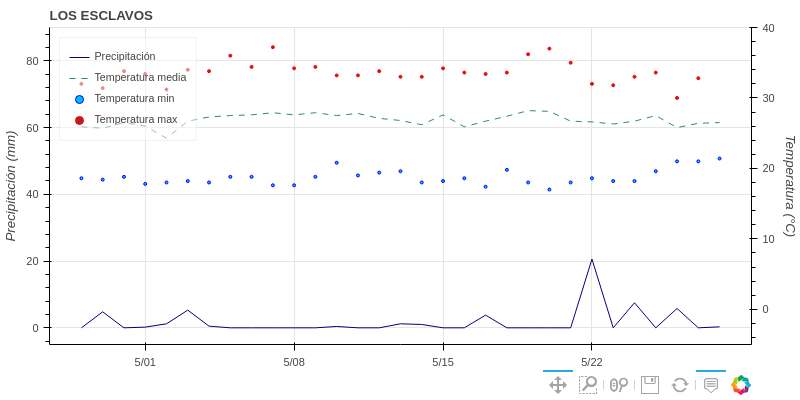 LOS ESCLAVOS
Precipitación
Temperatura media
Temperatura min
Temperatura max
Precipitación (mm)
80
60
40
20
0
Temperatura (°C)
40
30
20
10
0
5/01
5/08
5/15
5/22